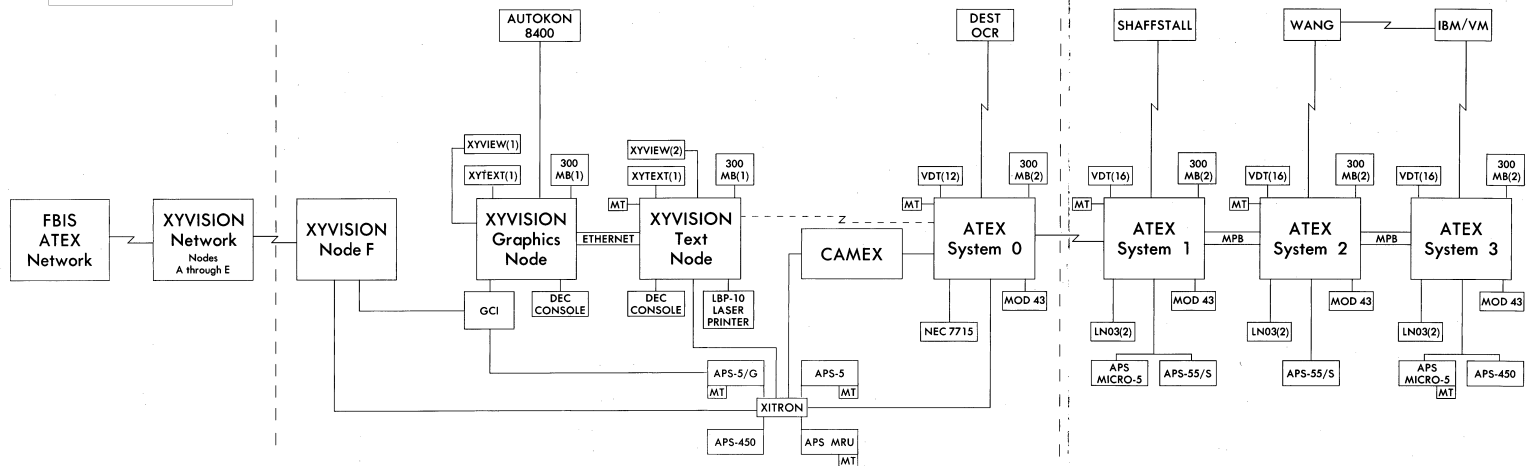 AUTOKON
8400
DEST
OCR
SHAFFSTALL
WANG
IBM/VM
XYVIEW(1)
XYTEXT(1)
300
MB(1)
XYVIEW(2)
XYTEXT(1)
300
MB(1)
MT
VDT(12)
300
MB(2)
MT
VDT(16)
300
MB(2)
MT
VDT(16)
300
MB(2)
MT
VDT(16)
300
MB(2)
FBIS
ATEX
Network
XYVISION
Network
Nodes
A through E
XYVISION
Node F
XYVISION
Graphics
Node
ETHERNET
XYVISION
Text
Node
Z
CAMEX
ATEX
System 0
ATEX
System 1
MPB
ATEX
System 2
MPB
ATEX
System 3
GCI
DEC
CONSOLE
DEC
CONSOLE
LBP-10
LASER
PRINTER
NEC 7715
MOD 43
LN03(2)
MOD 43
LN03(2)
MOD 43
LN03(2)
MOD 43
APS-5/G
MT
APS-5
MT
XITRON
APS-450
APS MRU
MT
APS
MICRO-5
APS-55/S
APS-55/S
APS
MICRO-5
MT
APS-450